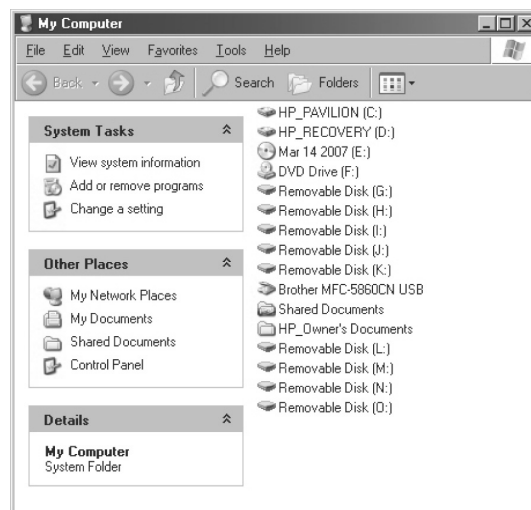 My Computer
File Edit View Favorites Tools Help
Back Search Folders
System Tasks
View system information
Add or remove programs
Change a setting
Other Places
My Network Places
My Documents
Shared Documents
Control Panel
Details
My Computer
System Folder
HP_PAVILION (C:)
HP_RECOVERY (D:)
Mar 14 2007 (E:)
DVD Drive (F:)
Removable Disk (G:)
Removable Disk (H:)
Removable Disk (I:)
Removable Disk (J:)
Removable Disk (K:)
Brother MFC-5860CN USB
Shared Documents
HP_Owner's Documents
Removable Disk (L:)
Removable Disk (M:)
Removable Disk (N:)
Removable Disk (O:)